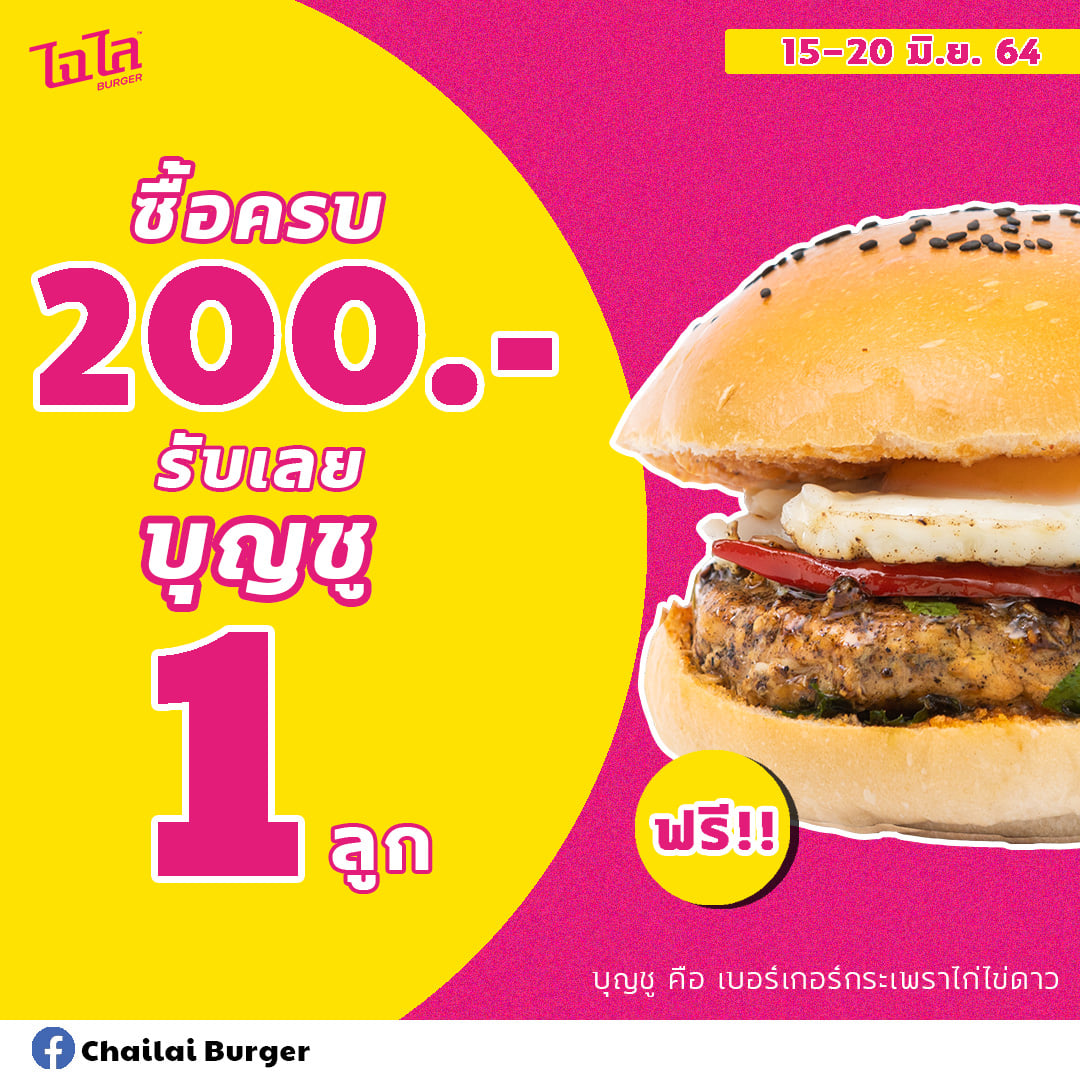 ไฉไล
BURGER
15-20 มิ.ย. 64
ซื้อครบ
200.-
รับเลย
บุญชู
1 ลูก
ฟรี!!
บุญชู คือ เบอร์เกอร์กระเพราไก่ไข่ดาว
Chailai Burger